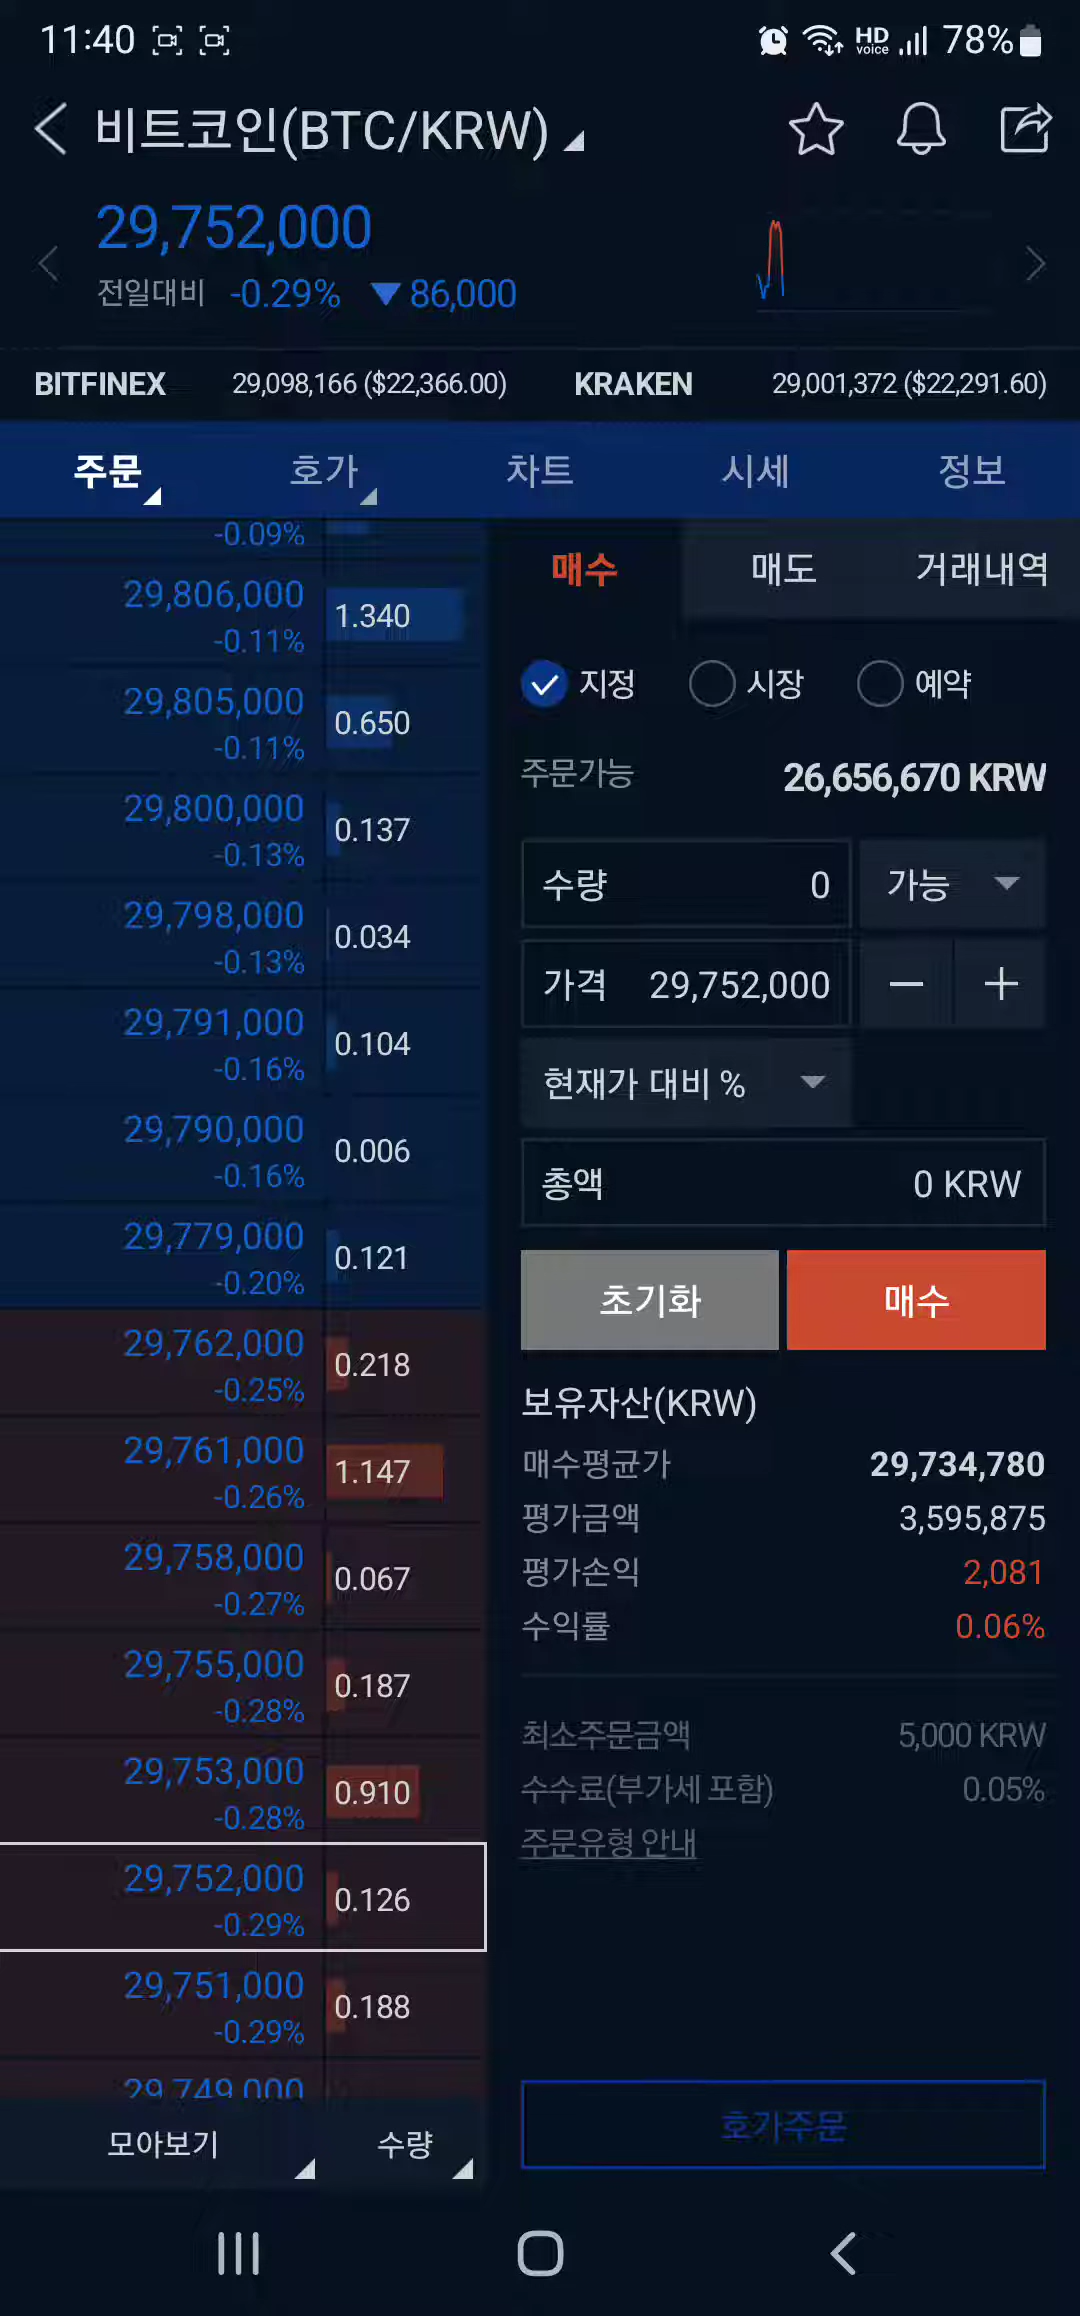 11:40 HD voice 78%
비트코인(BTC/KRW)
29,752,000
전일대비 -0.29% ▼ 86,000
BITFINEX 29,098,166 ($22,366.00) KRAKEN 29,001,372 ($22,291.60)
주문 호가 차트 시세 정보
-0.09%
29,806,000 1.340
-0.11%
29,805,000 0.650
-0.11%
29,800,000 0.137
-0.13%
29,798,000 0.034
-0.13%
29,791,000 0.104
-0.16%
29,790,000 0.006
-0.16%
29,779,000 0.121
-0.20%
29,762,000 0.218
-0.25%
29,761,000 1.147
-0.26%
29,758,000 0.067
-0.27%
29,755,000 0.187
-0.28%
29,753,000 0.910
-0.28%
29,752,000 0.126
-0.29%
29,751,000 0.188
-0.29%
29,749,000
모아보기 수량
매수 매도 거래내역
지정 시장 예약
주문가능 26,656,670 KRW
수량 0 가능
가격 29,752,000 − +
현재가 대비 %
총액 0 KRW
초기화 매수
보유자산(KRW)
매수평균가 29,734,780
평가금액 3,595,875
평가손익 2,081
수익률 0.06%
최소주문금액 5,000 KRW
수수료(부가세 포함) 0.05%
주문유형 안내
호가주문